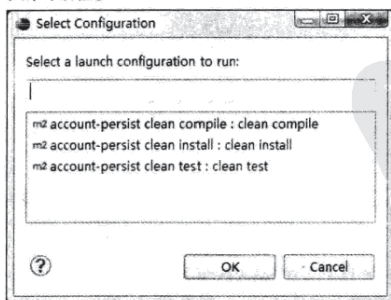 Select Configuration
Select a launch configuration to run:
m2 account-persist clean compile : clean compile
m2 account-persist clean install : clean install
m2 account-persist clean test : clean test
?
OK
Cancel